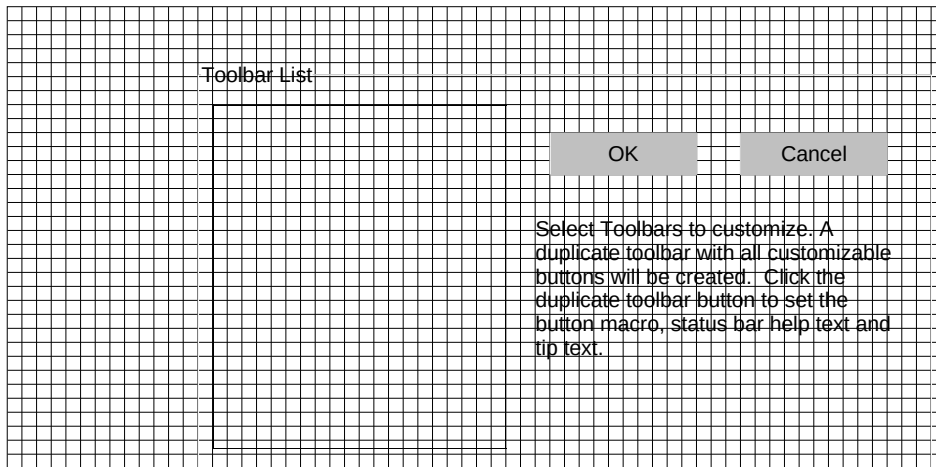 Toolbar List
OK
Cancel
Select Toolbars to customize. A
duplicate toolbar with all customizable
buttons will be created.  Click the
duplicate toolbar button to set the
button macro, status bar help text and
tip text.